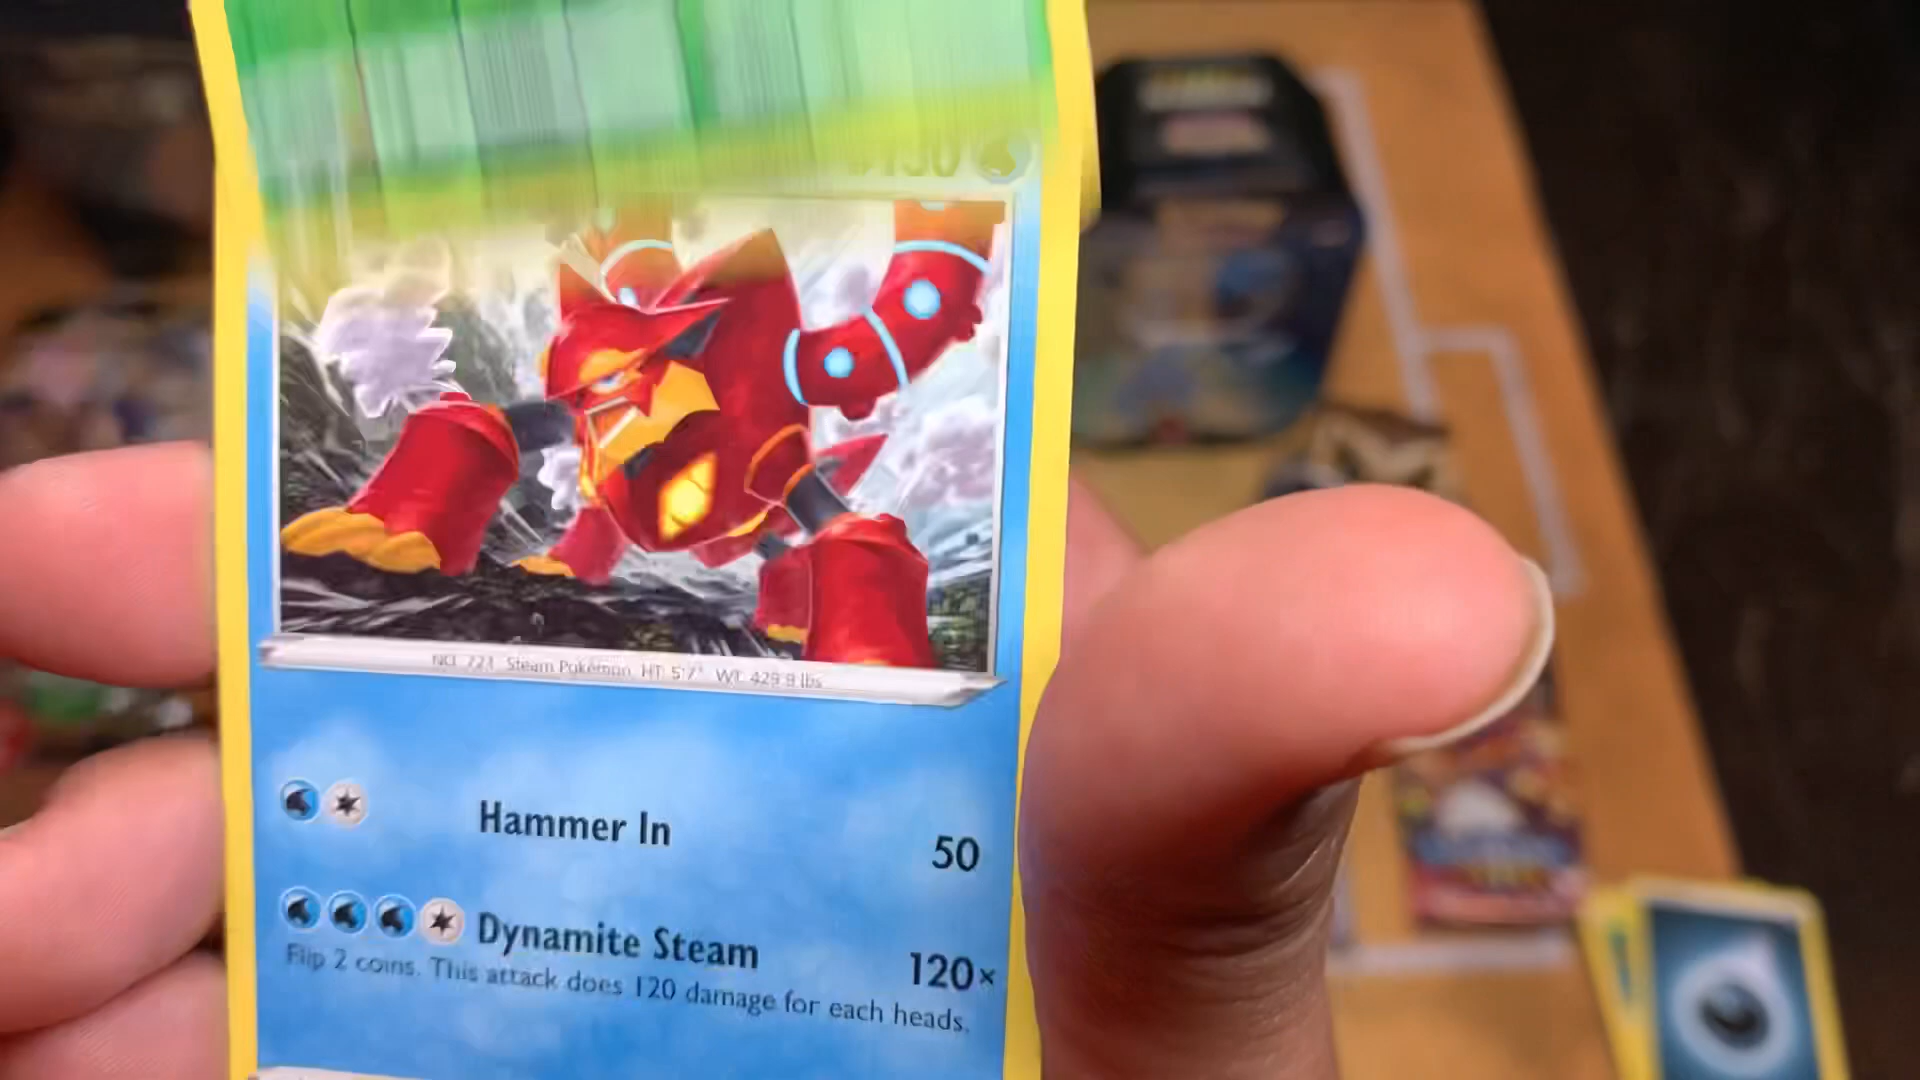 130
NO. 721 Steam Pokémon HT: 5'7" WT: 429.9 lbs
Hammer In
50
Dynamite Steam
120×
Flip 2 coins. This attack does 120 damage for each heads.